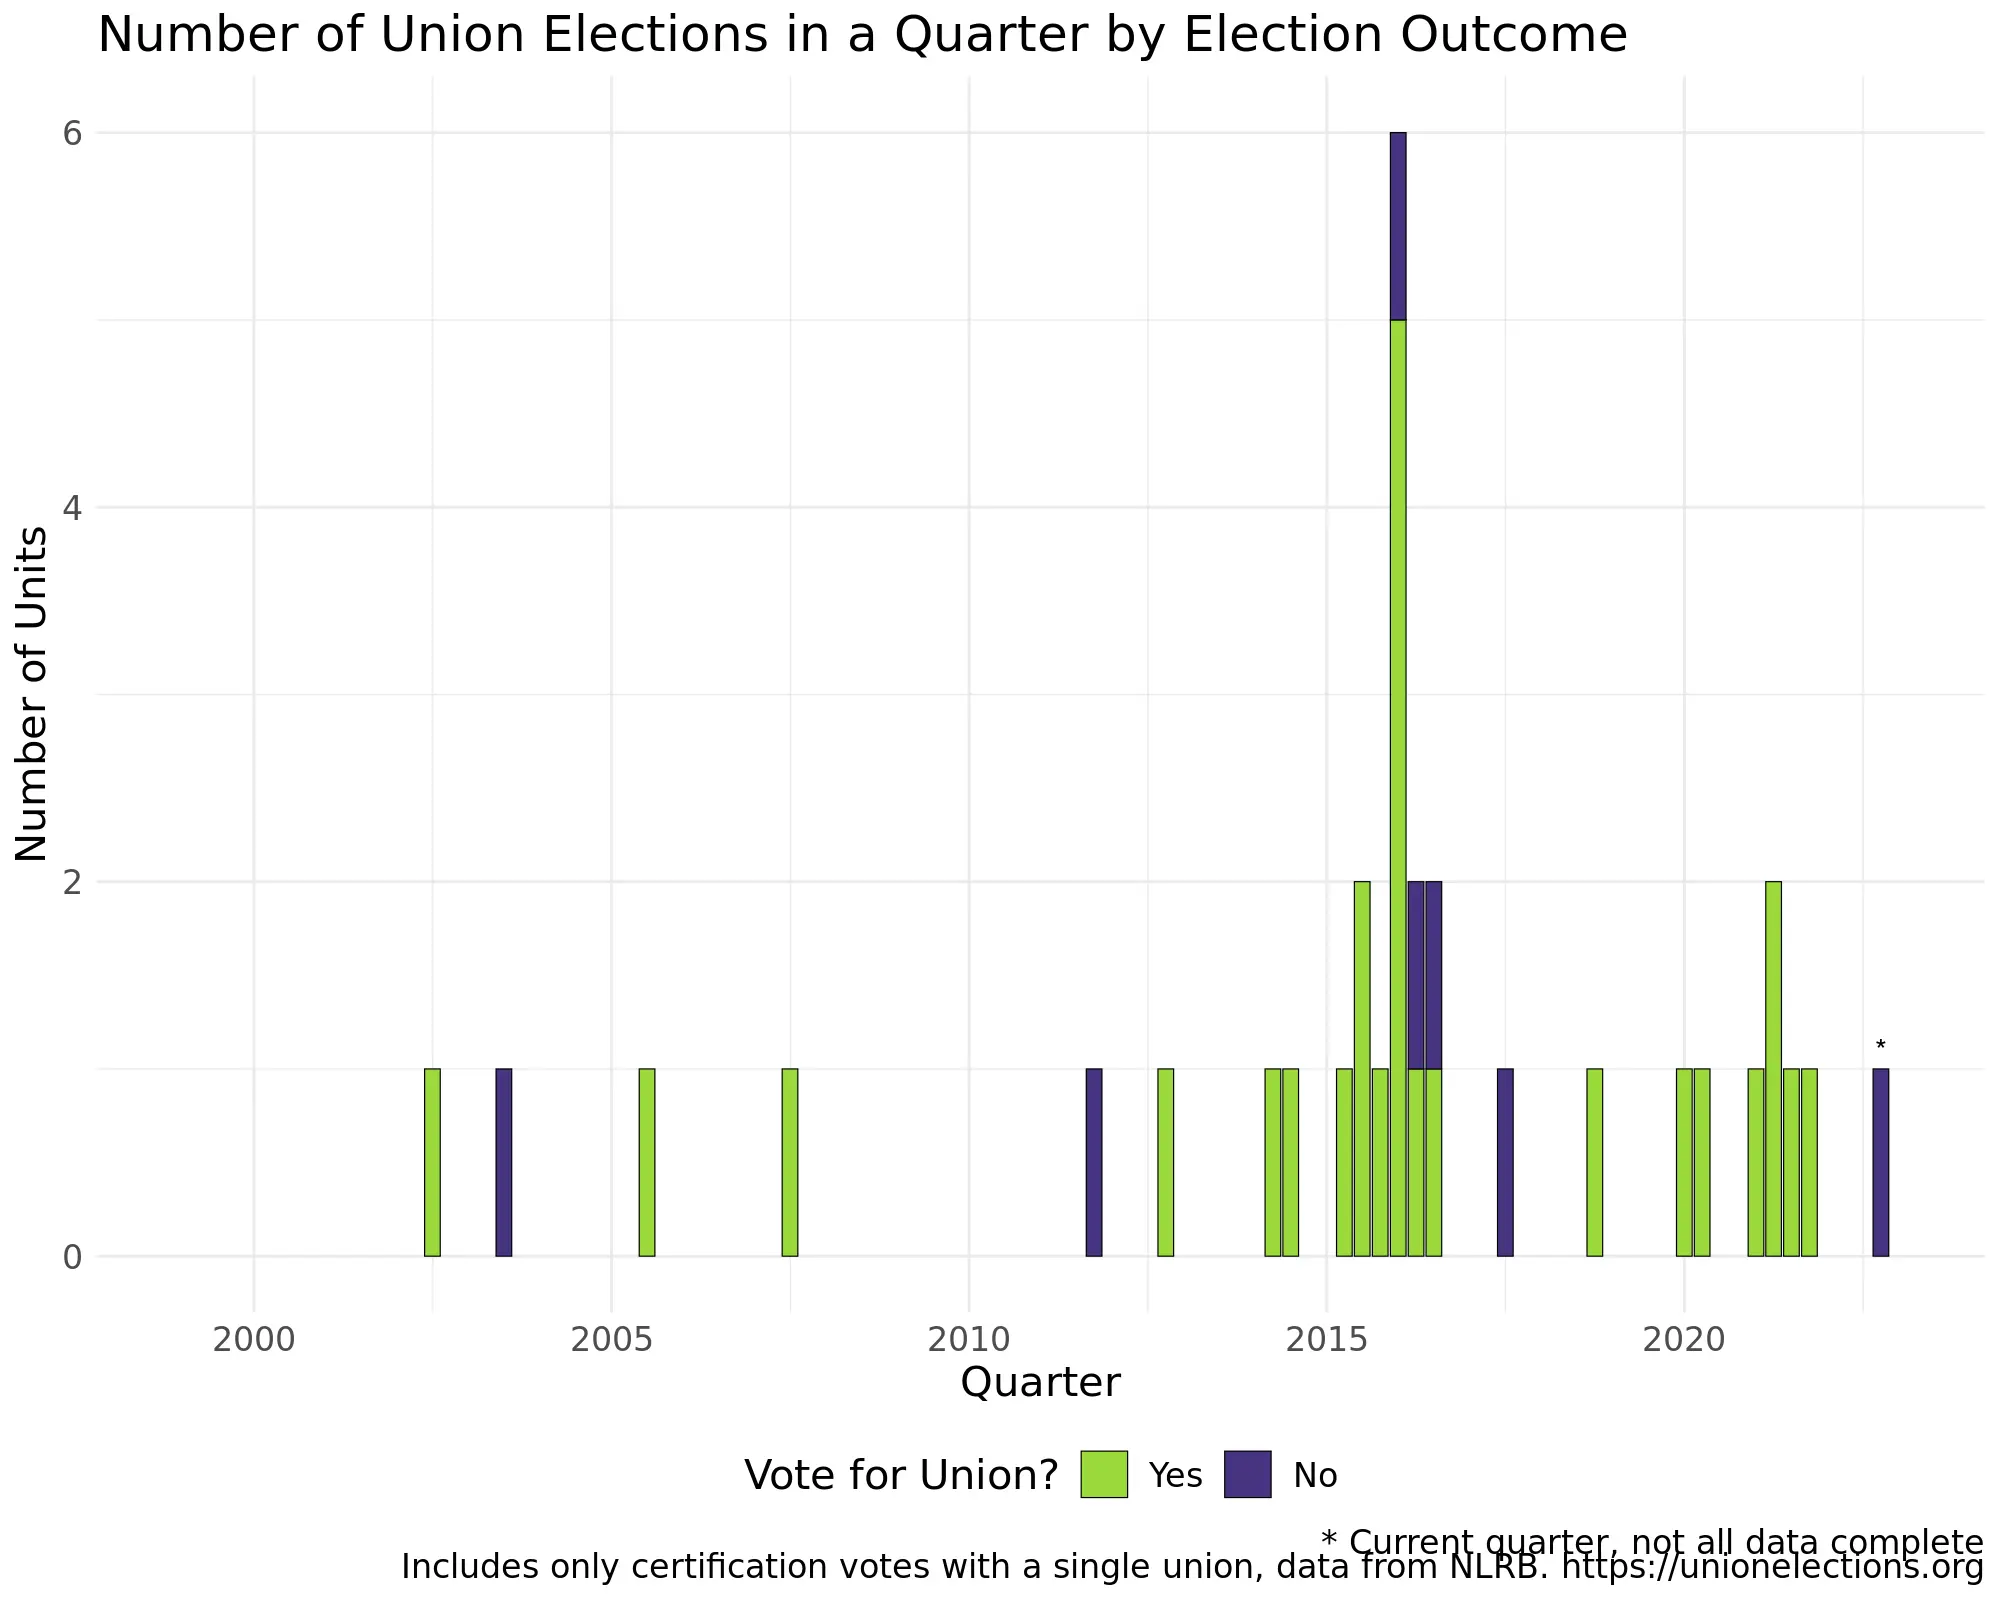 Number of Union Elections in a Quarter by Election Outcome
Number of Units
6
4
2
0
*
2000 2005 2010 2015 2020
Quarter
Vote for Union? Yes No
* Current quarter, not all data complete
Includes only certification votes with a single union, data from NLRB. https://unionelections.org